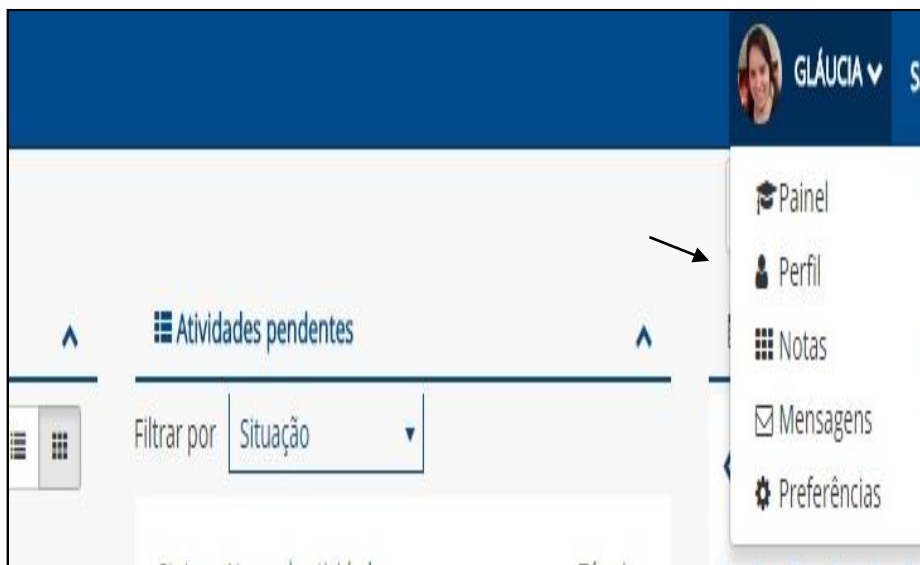 GLÁUCIA
S
Painel
Perfil
Atividades pendentes
Notas
Filtrar por Situação
Mensagens
Preferências